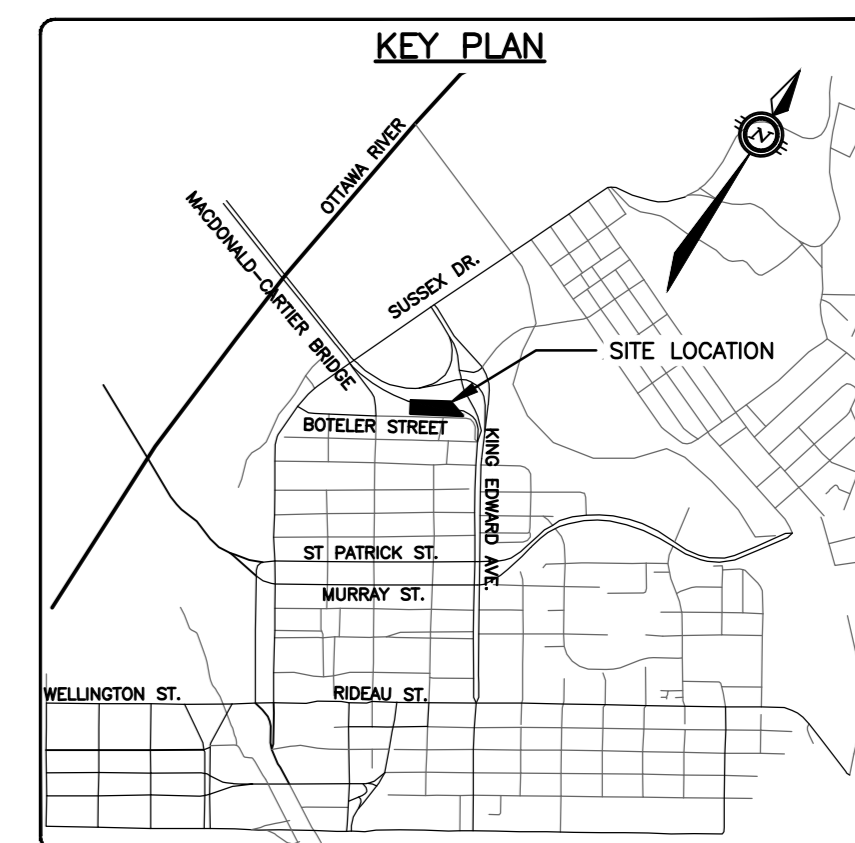 KEY PLAN
OTTAWA RIVER
N
MACDONALD-CARTIER BRIDGE
SUSSEX DR.
SITE LOCATION
BOTELER STREET
KING EDWARD AVE.
ST PATRICK ST.
MURRAY ST.
WELLINGTON ST.
RIDEAU ST.